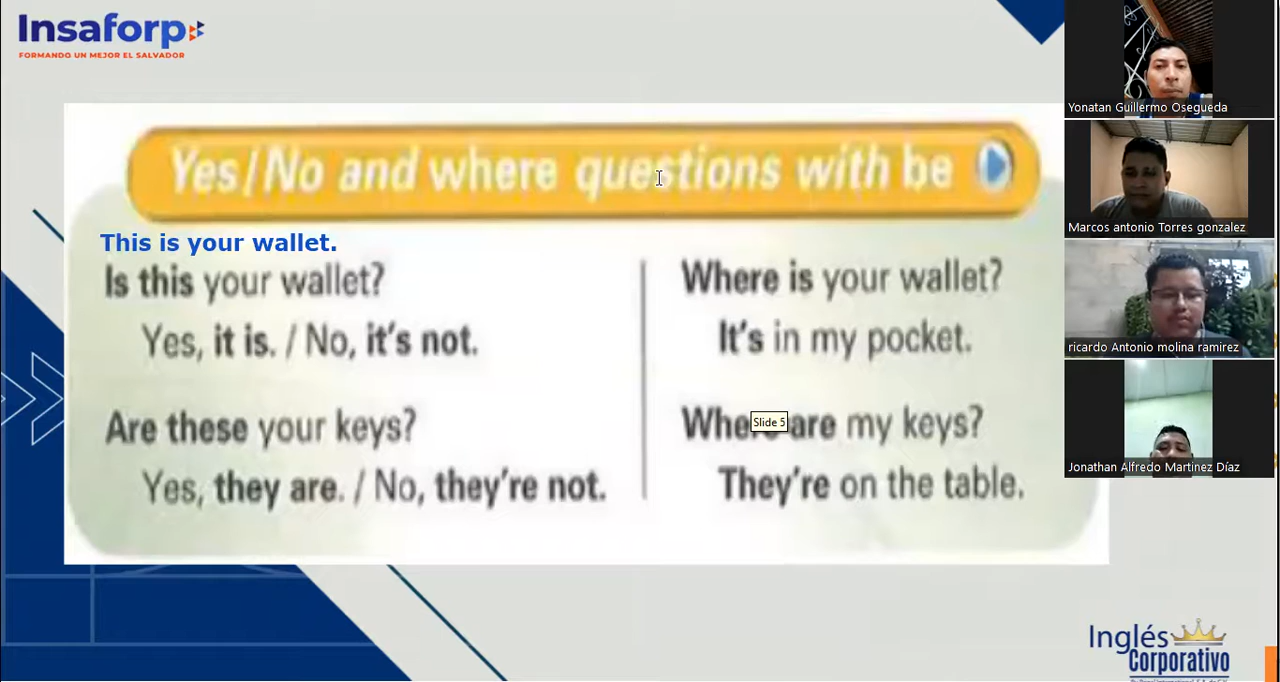 Insaforp
FORMANDO UN MEJOR EL SALVADOR
Yes/No and where questions with be
This is your wallet.
Is this your wallet?
Yes, it is. / No, it's not.
Are these your keys?
Yes, they are. / No, they're not.
Where is your wallet?
It's in my pocket.
Where are my keys?
They're on the table.
Slide 5
Yonatan Guillermo Osegueda
Marcos antonio Torres gonzalez
ricardo Antonio molina ramirez
Jonathan Alfredo Martinez Díaz
Inglés
Corporativo